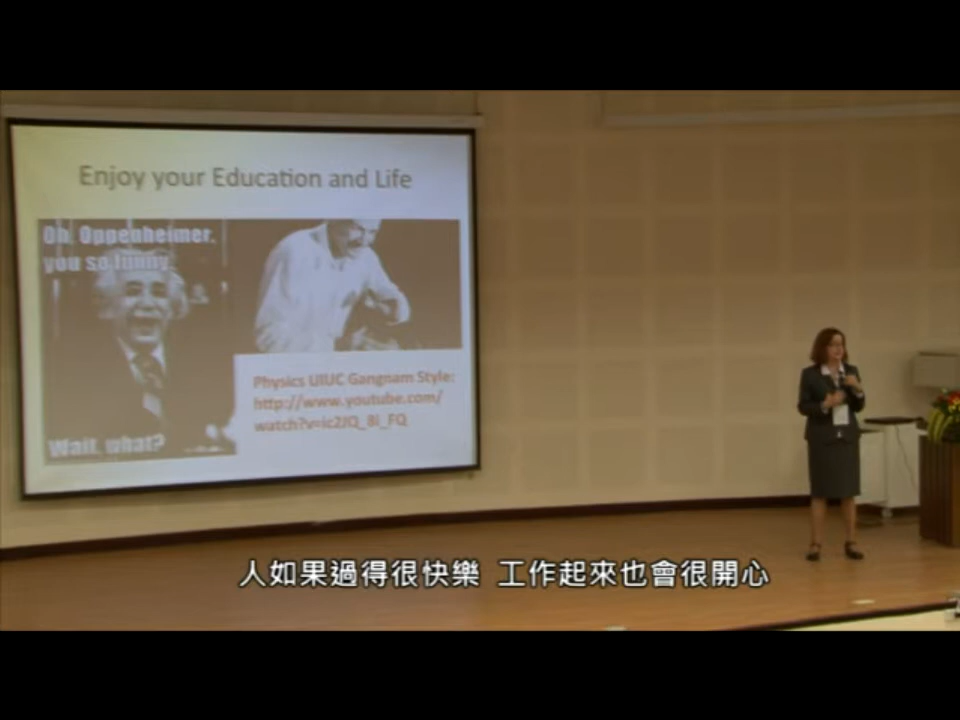 Enjoy your Education and Life
Oh, Oppenheimer,
you so funny.
Wait, what?
Physics UIUC Gangnam Style:
http://www.youtube.com/
watch?v=ic2JQ_8i_FQ
人如果過得很快樂 工作起來也會很開心